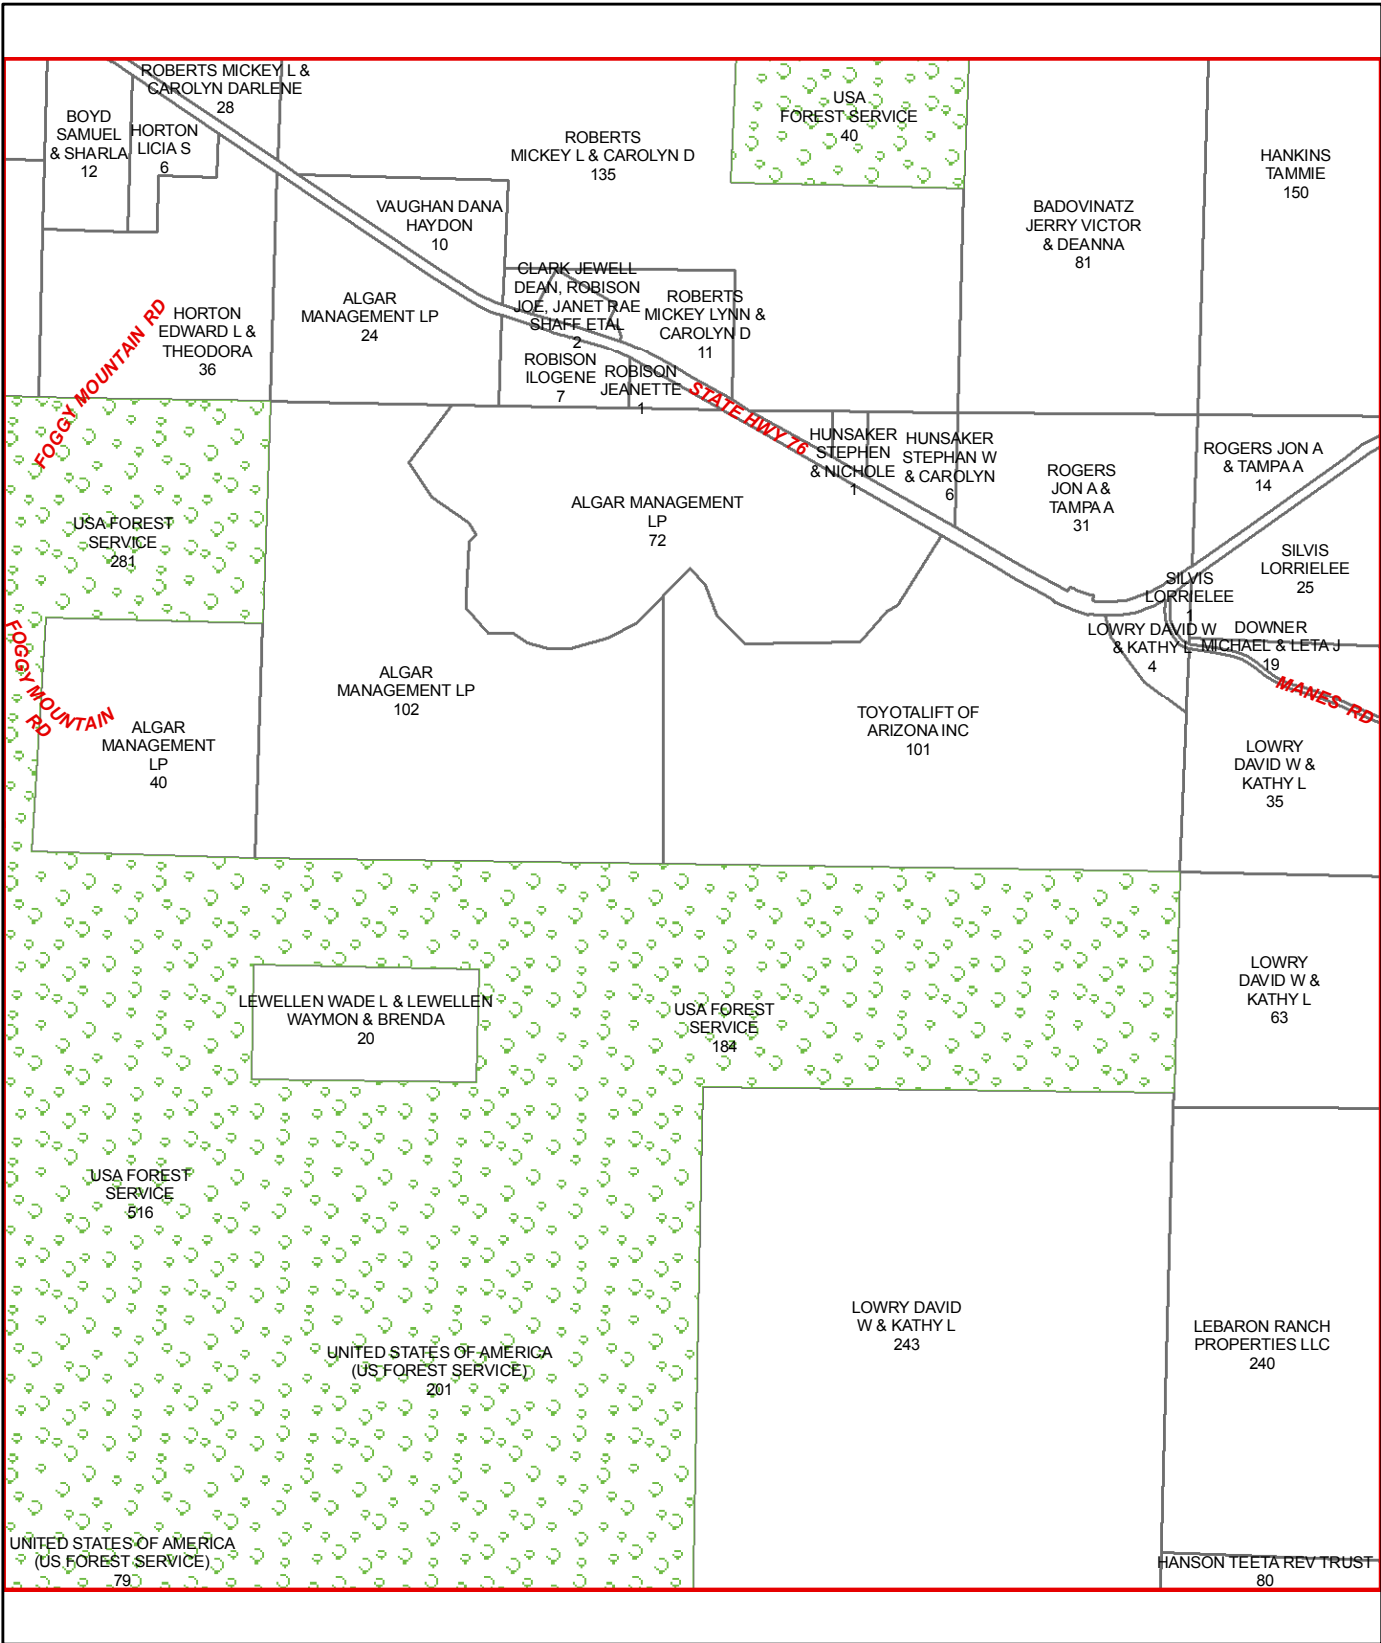 ROBERTS MICKEY L &
CAROLYN DARLENE
28
BOYD
SAMUEL
& SHARLA
12
HORTON
LICIA S
6
ROBERTS
MICKEY L & CAROLYN D
135
USA
FOREST SERVICE
40
HANKINS
TAMMIE
150
VAUGHAN DANA
HAYDON
10
BADOVINATZ
JERRY VICTOR
& DEANNA
81
CLARK JEWELL
DEAN, ROBISON
JOE, JANET RAE
SHAFF ETAL
2
ROBERTS
MICKEY LYNN &
CAROLYN D
11
ALGAR
MANAGEMENT LP
24
HORTON
EDWARD L &
THEODORA
36
FOGGY MOUNTAIN RD
ROBISON
ILOGENE
7
ROBISON
JEANETTE
1
STATE HWY 76
HUNSAKER
STEPHEN
& NICHOLE
1
HUNSAKER
STEPHAN W
& CAROLYN
6
ROGERS
JON A &
TAMPA A
31
ROGERS JON A
& TAMPA A
14
ALGAR MANAGEMENT
LP
72
USA FOREST
SERVICE
281
SILVIS
LORRIELEE
25
SILVIS
LORRIELEE
1
LOWRY DAVID W
& KATHY L
4
DOWNER
MICHAEL & LETA J
19
MANES RD
FOGGY MOUNTAIN
RD
ALGAR
MANAGEMENT LP
102
ALGAR
MANAGEMENT
LP
40
TOYOTALIFT OF
ARIZONA INC
101
LOWRY
DAVID W &
KATHY L
35
LEWELLEN WADE L & LEWELLEN
WAYMON & BRENDA
20
USA FOREST
SERVICE
184
LOWRY
DAVID W &
KATHY L
63
USA FOREST
SERVICE
516
LOWRY DAVID
W & KATHY L
243
LEBARON RANCH
PROPERTIES LLC
240
UNITED STATES OF AMERICA
(US FOREST SERVICE)
201
UNITED STATES OF AMERICA
(US FOREST SERVICE)
79
HANSON TEETA REV TRUST
80